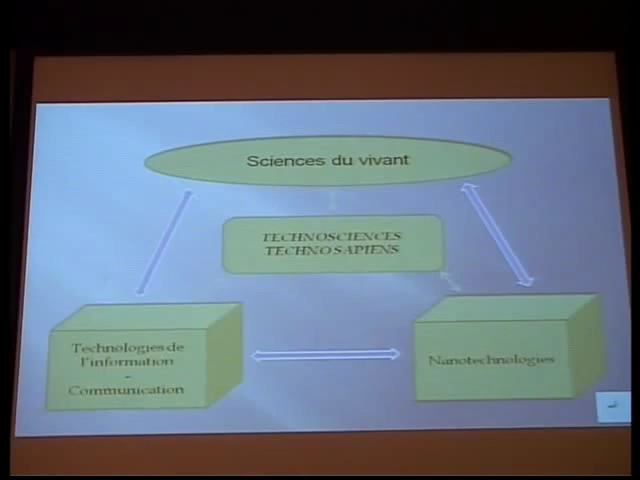 Sciences du vivant
TECHNOSCIENCES
TECHNOSAPIENS
Technologies de
l'information
-
Communication
Nanotechnologies